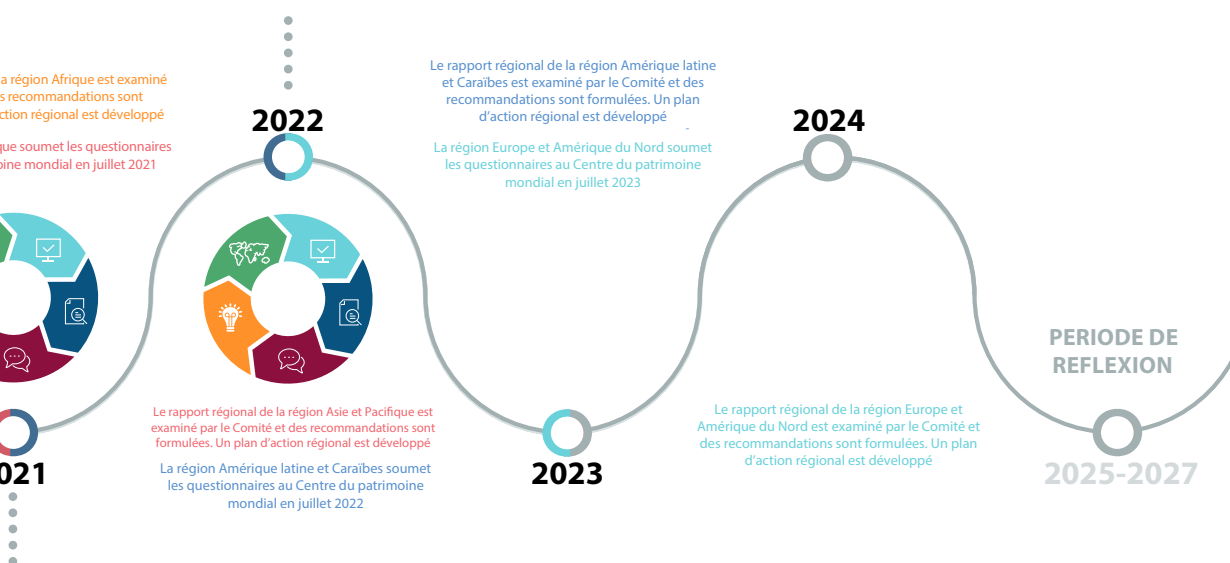 a région Afrique est examiné
recommandations sont
action régional est développé
soumet les questionnaires
mondial en juillet 2021
2021
2022
Le rapport régional de la région Asie et Pacifique est
examiné par le Comité et des recommandations sont
formulées. Un plan d'action régional est développé
La région Amérique latine et Caraïbes soumet
les questionnaires au Centre du patrimoine
mondial en juillet 2022
Le rapport régional de la région Amérique latine
et Caraïbes est examiné par le Comité et des
recommandations sont formulées. Un plan
d’action régional est développé
La région Europe et Amérique du Nord soumet
les questionnaires au Centre du patrimoine
mondial en juillet 2023
2023
2024
Le rapport régional de la région Europe et
Amérique du Nord est examiné par le Comité et
des recommandations sont formulées. Un plan
d’action régional est développé
PERIODE DE
REFLEXION
2025-2027